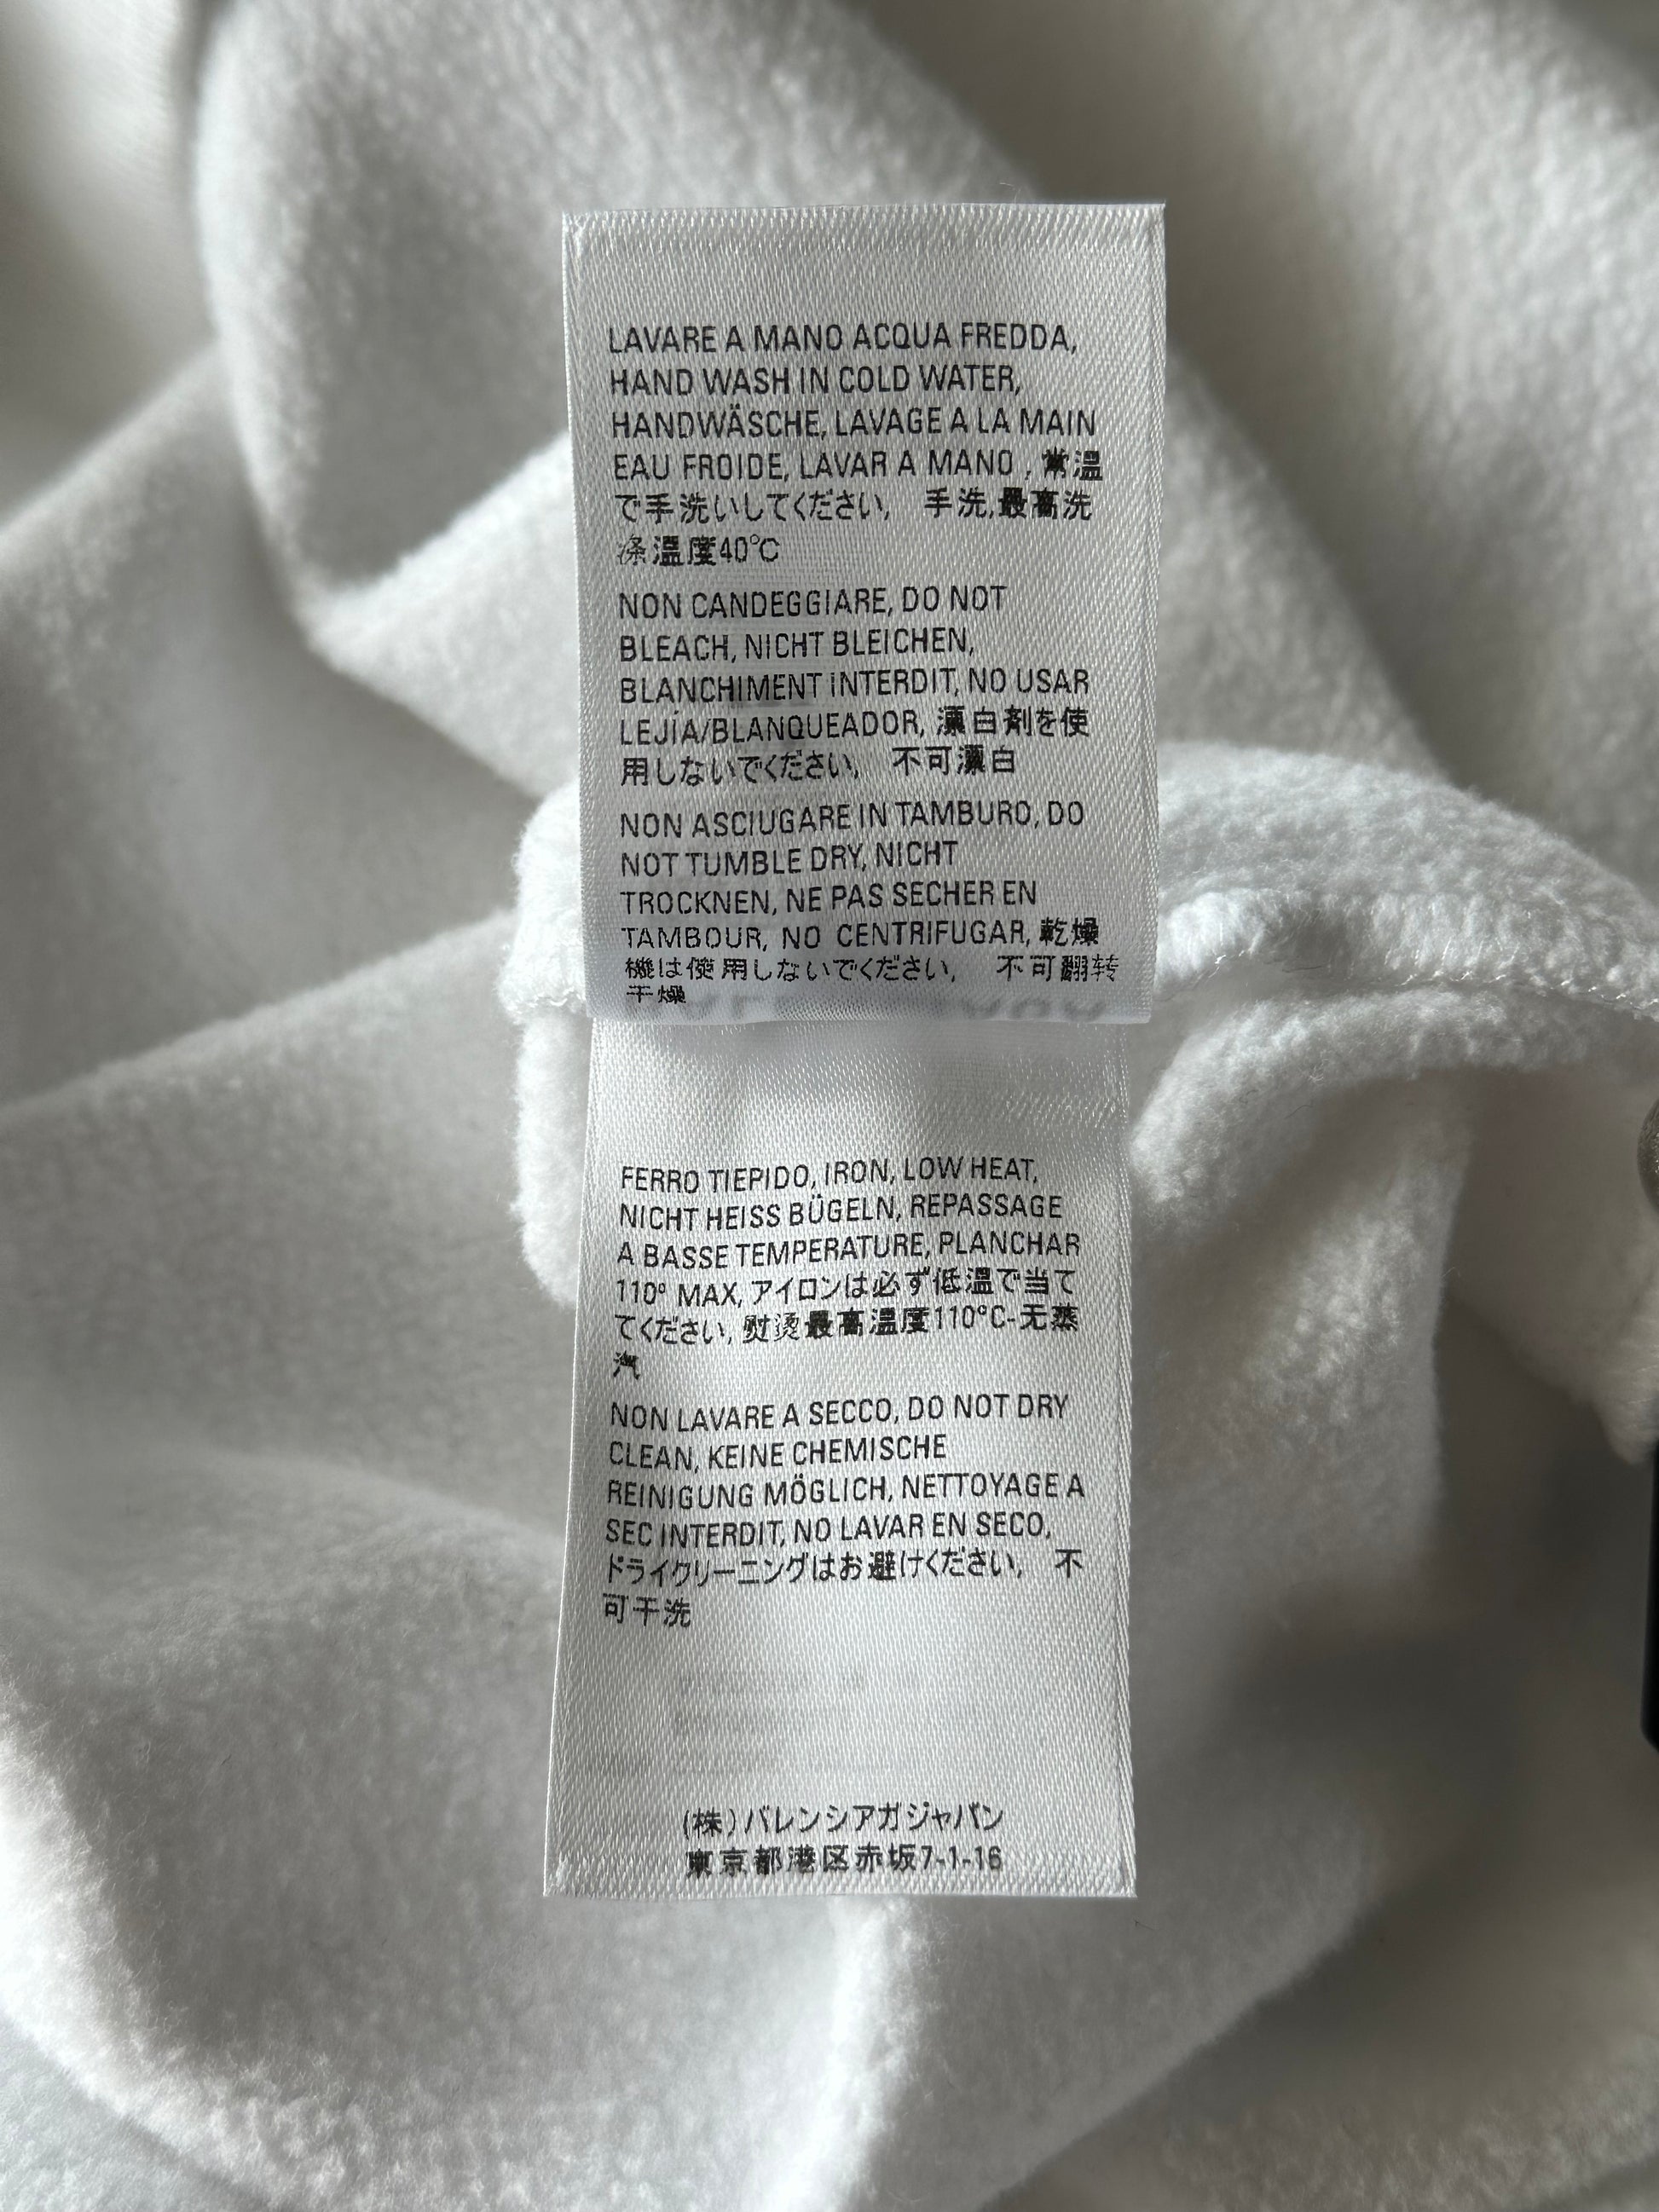 LAVARE A MANO ACQUA FREDDA,
HAND WASH IN COLD WATER,
HANDWÄSCHE, LAVAGE A LA MAIN
EAU FROIDE, LAVAR A MANO , 常温
で手洗いしてください, 手洗,最高洗
涤温度40°C
NON CANDEGGIARE, DO NOT
BLEACH, NICHT BLEICHEN,
BLANCHIMENT INTERDIT, NO USAR
LEJÍA/BLANQUEADOR, 漂白剤を使
用しないでください, 不可漂白
NON ASCIUGARE IN TAMBURO, DO
NOT TUMBLE DRY, NICHT
TROCKNEN, NE PAS SECHER EN
TAMBOUR, NO CENTRIFUGAR, 乾燥
機は使用しないでください, 不可翻转
干燥
FERRO TIEPIDO, IRON, LOW HEAT,
NICHT HEISS BÜGELN, REPASSAGE
A BASSE TEMPERATURE, PLANCHAR
110º MAX, アイロンは必ず低温で当て
てください, 熨烫最高温度110°C-无蒸
汽
NON LAVARE A SECCO, DO NOT DRY
CLEAN, KEINE CHEMISCHE
REINIGUNG MÖGLICH, NETTOYAGE A
SEC INTERDIT, NO LAVAR EN SECO,
ドライクリーニングはお避けください, 不
可干洗
(株)バレンシアガジャパン
東京都港区赤坂7-1-16